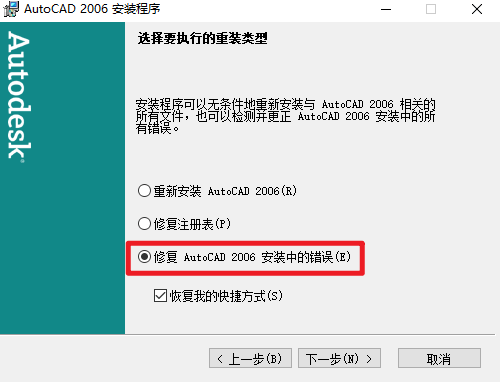 AutoCAD 2006 安装程序
Autodesk
选择要执行的重装类型
安装程序可以无条件地重新安装与 AutoCAD 2006 相关的
所有文件，也可以检测并更正 AutoCAD 2006 安装中的所
有错误。
重新安装 AutoCAD 2006(R)
修复注册表(P)
修复 AutoCAD 2006 安装中的错误(E)
恢复我的快捷方式(S)
< 上一步(B)
下一步(N) >
取消